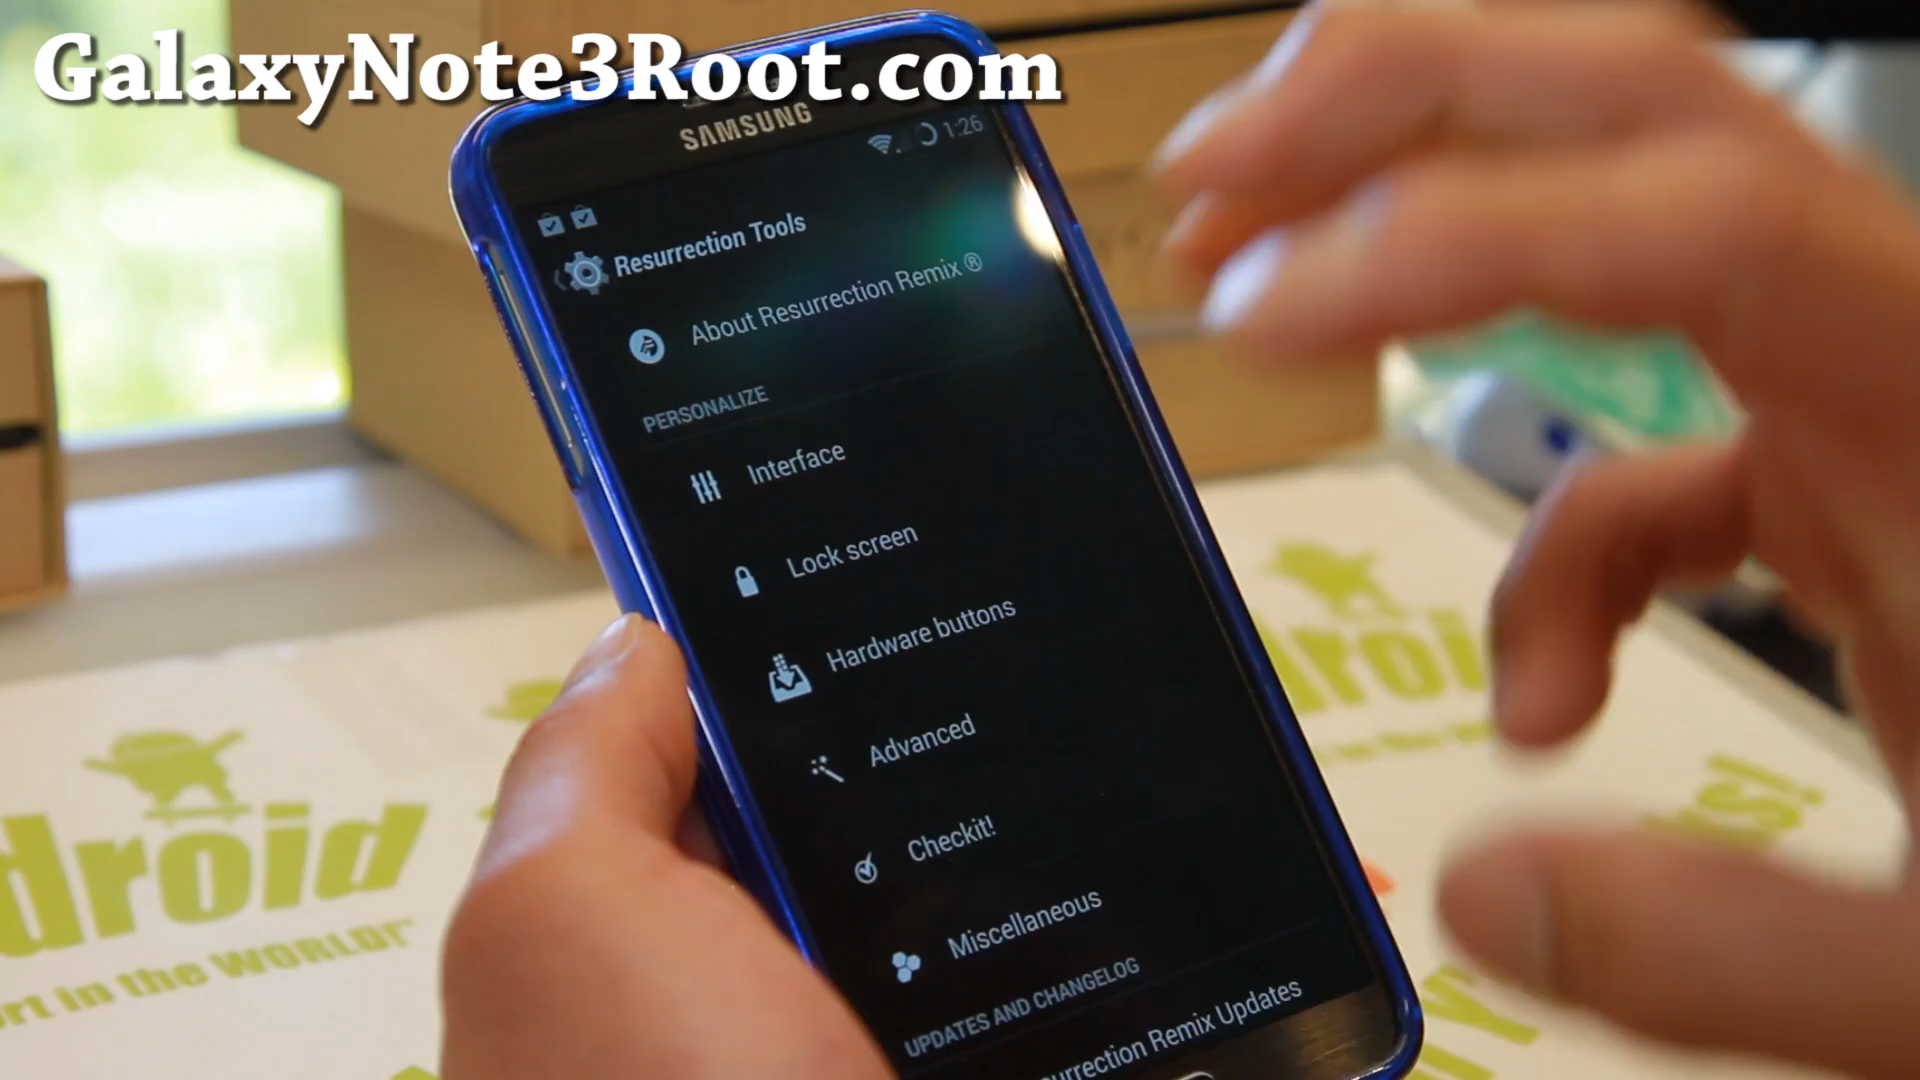 GalaxyNote3Root.com
SAMSUNG
1:26
Resurrection Tools
About Resurrection Remix ®
PERSONALIZE
Interface
Lock screen
Hardware buttons
Advanced
Checkit!
Miscellaneous
UPDATES AND CHANGELOG
urrection Remix Updates
droid
droid
rt in the WORLD!